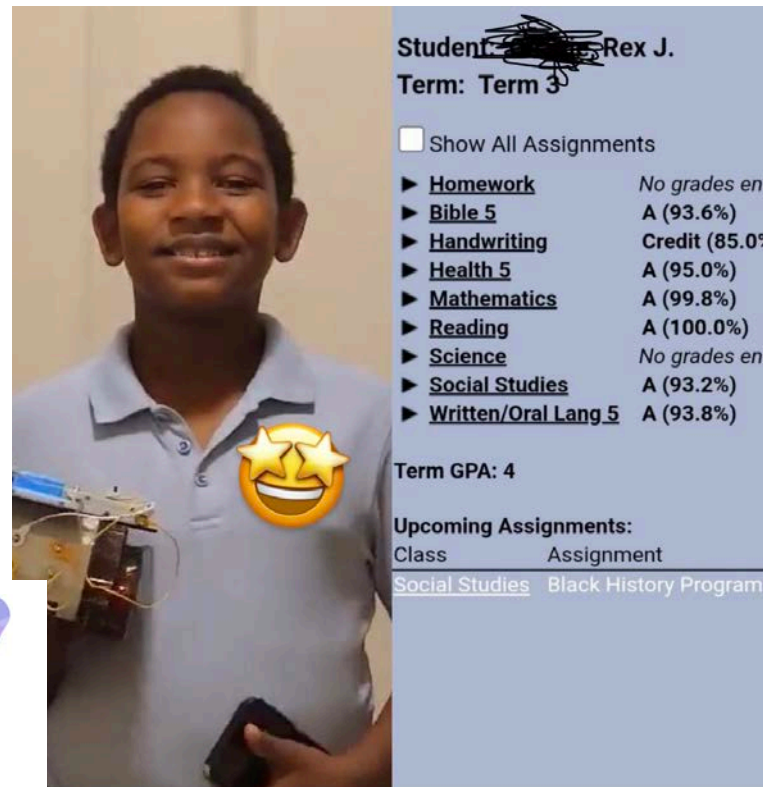 Student: Rex J.
Term: Term 3
Show All Assignments
▶ Homework No grades en
▶ Bible 5 A (93.6%)
▶ Handwriting Credit (85.0%
▶ Health 5 A (95.0%)
▶ Mathematics A (99.8%)
▶ Reading A (100.0%)
▶ Science No grades en
▶ Social Studies A (93.2%)
▶ Written/Oral Lang 5 A (93.8%)
Term GPA: 4
Upcoming Assignments:
Class Assignment
Social Studies Black History Program